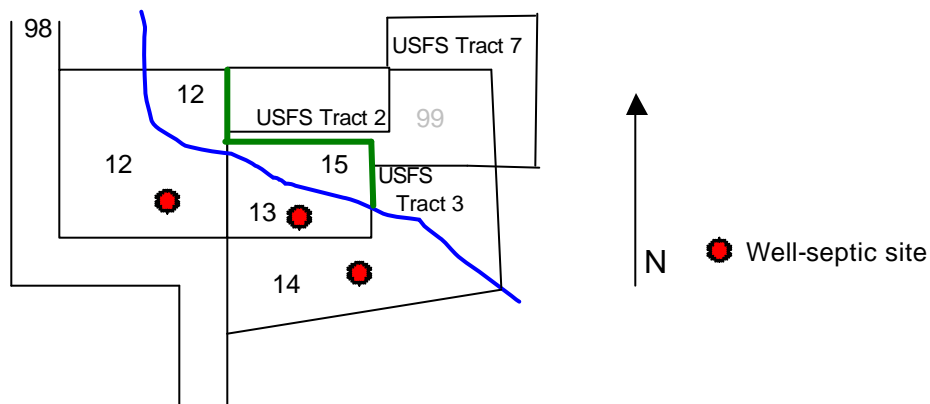 98
USFS Tract 7
12
USFS Tract 2
99
12
15
USFS
Tract 3
13
14
N
Well-septic site